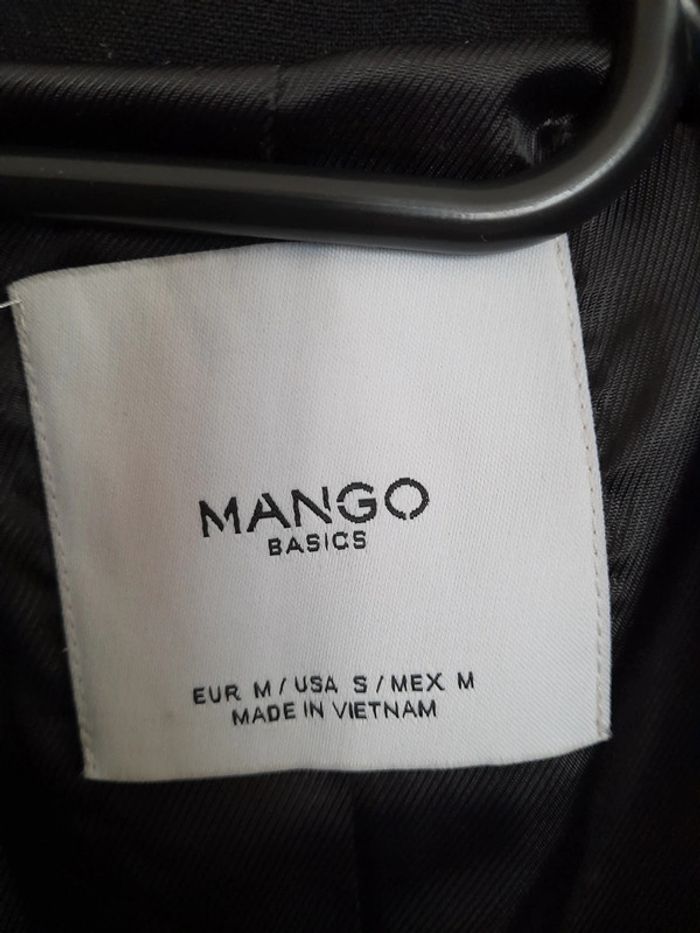 MANGO
BASICS
EUR M / USA S / MEX M
MADE IN VIETNAM